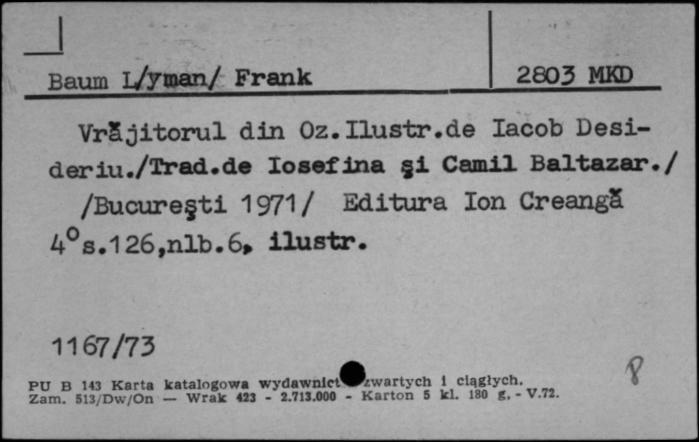 Baum L/yman/ Frank 2803 MKD
Vrăjitorul din Oz.Ilustr.de Iacob Desi-
deriu./Trad.de Iosefina şi Camil Baltazar./
/Bucureşti 1971/ Editura Ion Creangă
4⁰s.126,nlb.6, ilustr.
1167/73
8
PU B 143 Karta katalogowa zwartych i ciągłych.
Zam. 513/Dw/On — Wrak 423 - 2.713.000 - Karton 5 kl. 180 g. - V.72.